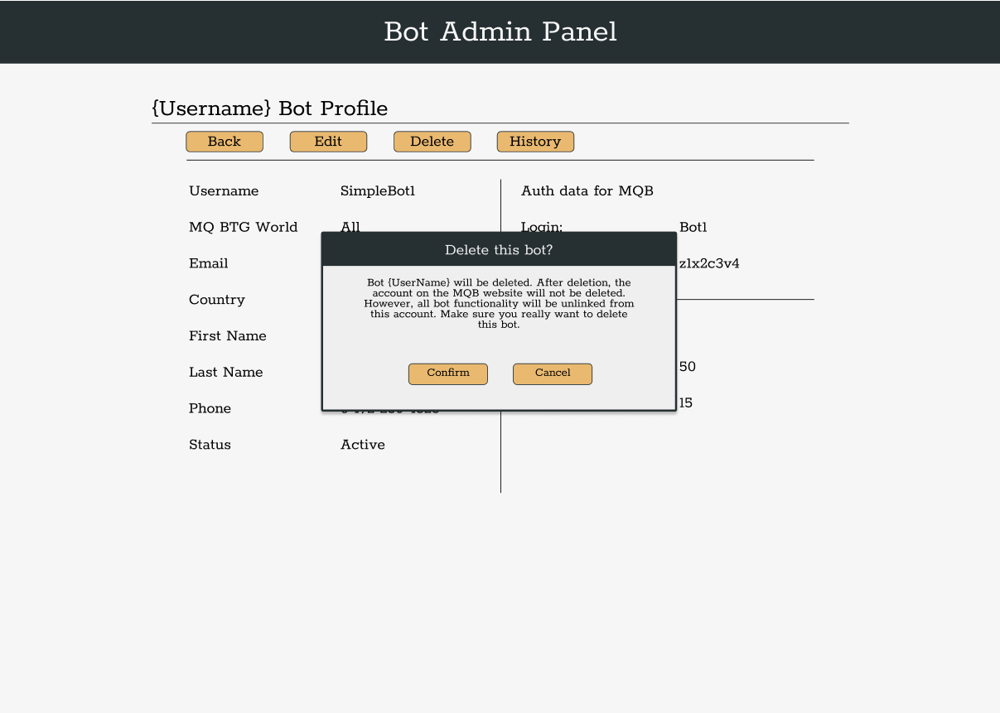 Bot Admin Panel
{Username} Bot Profile
Back Edit Delete History
Username SimpleBot1 Auth data for MQB
MQ BTG World All Login: Bot1
Email z1x2c3v4
Country
First Name
Last Name 50
Phone 15
Status Active
Delete this bot?
Bot {UserName} will be deleted. After deletion, the
account on the MQB website will not be deleted.
However, all bot functionality will be unlinked from
this account. Make sure you really want to delete
this bot.
Confirm Cancel